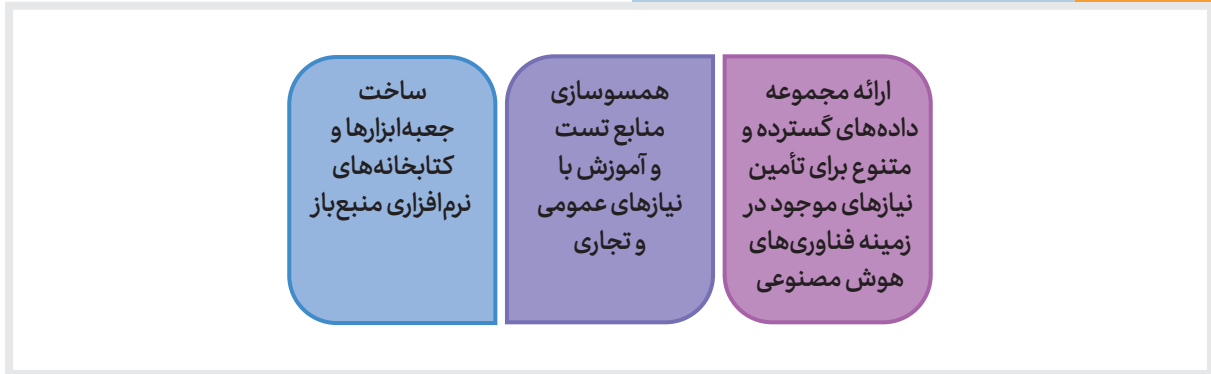 ارائه مجموعه
داده‌های گسترده و
متنوع برای تأمین
نیازهای موجود در
زمینه فناوری‌های
هوش مصنوعی
همسوسازی
منابع تست
و آموزش با
نیازهای عمومی
و تجاری
ساخت
جعبه‌ابزارها و
کتابخانه‌های
نرم‌افزاری منبع‌باز